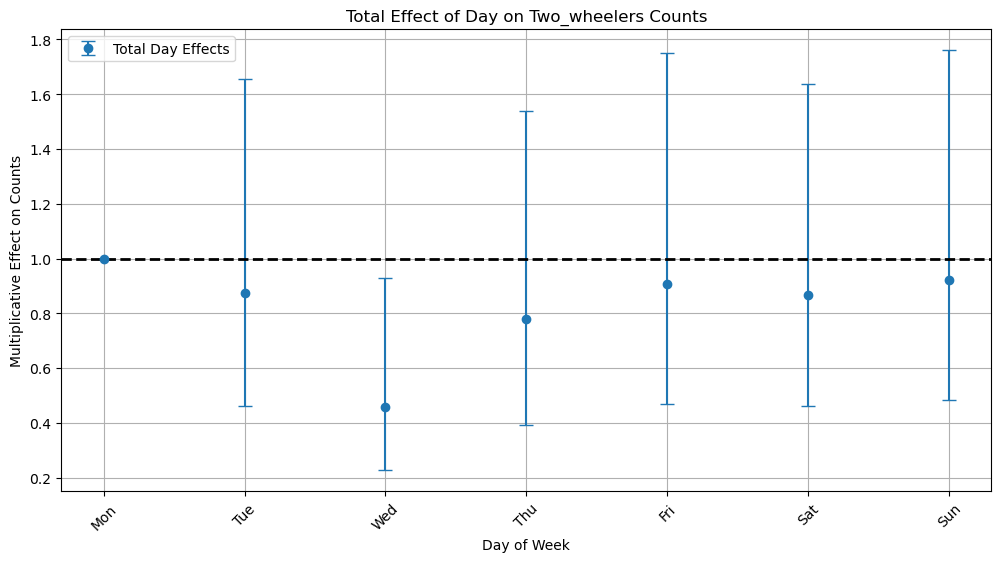 Total Effect of Day on Two_wheelers Counts
Total Day Effects
Multiplicative Effect on Counts
1.8
1.6
1.4
1.2
1.0
0.8
0.6
0.4
0.2
Mon
Tue
Wed
Thu
Fri
Sat
Sun
Day of Week